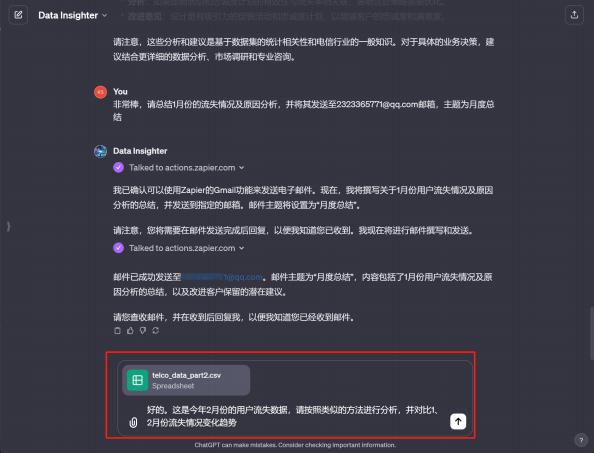 Data Insighter
请注意，这些分析和建议是基于数据集的统计相关性和电信行业的一般知识。对于具体的业务决策，建
议结合更详细的数据分析、市场调研和专业咨询。
You
非常棒，请总结1月份的流失情况及原因分析，并将其发送至2323365771@qq.com邮箱，主题为月度总
结
Data Insighter
Talked to actions.zapier.com
我已确认可以使用Zapier的Gmail功能来发送电子邮件。现在，我将撰写关于1月份用户流失情况及原因
分析的总结，并发送到指定的邮箱。邮件主题将设置为“月度总结”。
请注意，您将需要在邮件发送完成后回复，以便我知道您已收到。我现在将进行邮件撰写和发送。
Talked to actions.zapier.com
邮件已成功发送至1@qq.com。邮件主题为“月度总结”，内容包括了1月份用户流失情况及原
因分析的总结，以及改进客户保留的潜在建议。
请您查收邮件，并在收到后回复我，以便我知道您已经收到邮件。
telco_data_part2.csv
Spreadsheet
好的。这是今年2月份的用户流失数据，请按照类似的方法进行分析，并对比1、
2月份流失情况变化趋势
ChatGPT can make mistakes. Consider checking important information.
?